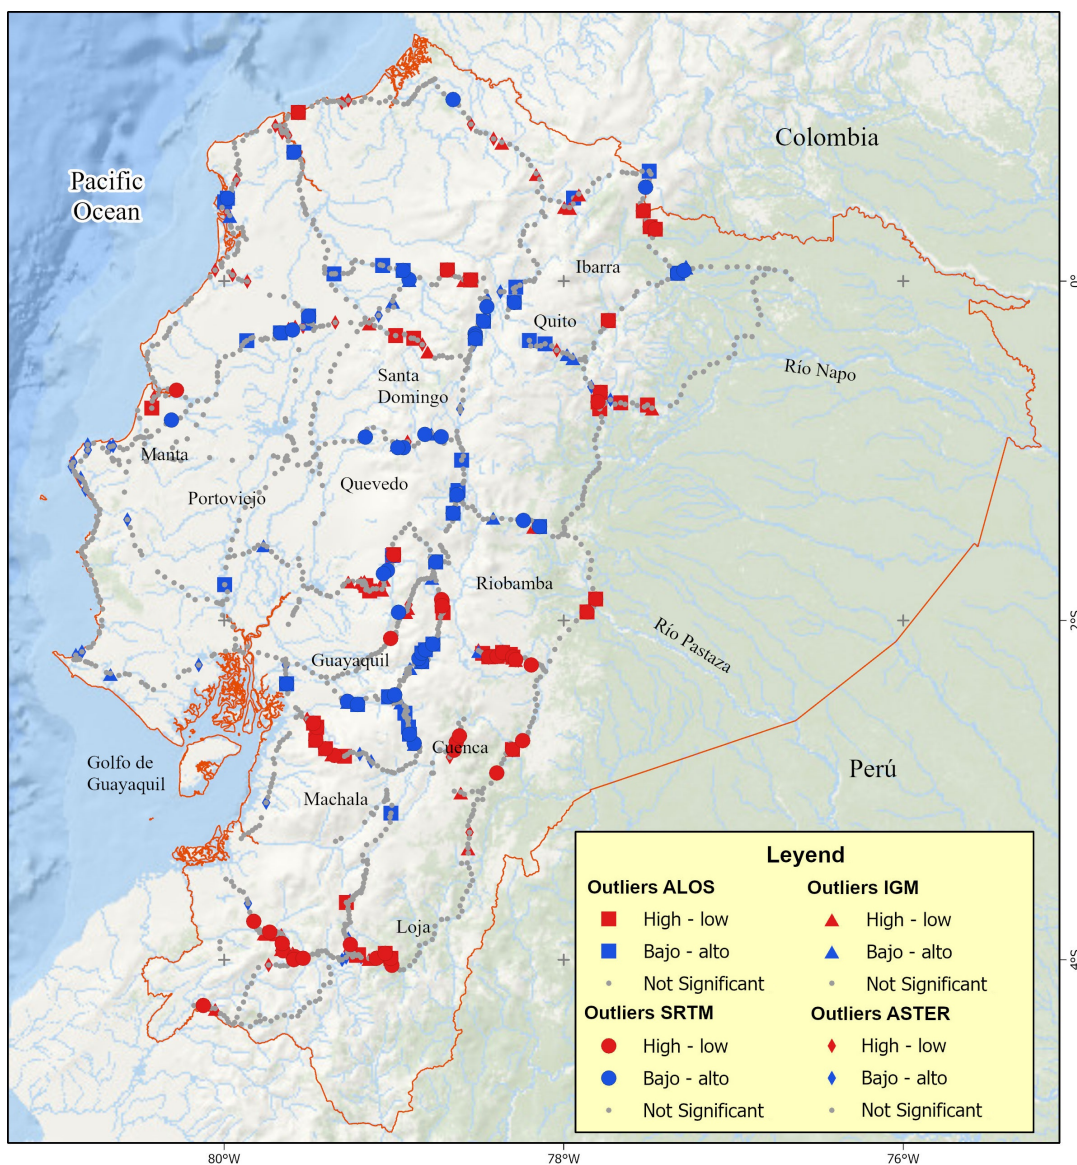 Colombia
Pacific
Ocean
Ibarra
0°
Quito
Río Napo
Santa
Domingo
Manta
Quevedo
Portoviejo
Riobamba
2°S
Río Pastaza
Guayaquil
Cuenca
Golfo de
Guayaquil
Perú
Machala
Loja
4°S
Leyend
Outliers ALOS
High - low
Bajo - alto
Not Significant
Outliers IGM
High - low
Bajo - alto
Not Significant
Outliers SRTM
High - low
Bajo - alto
Not Significant
Outliers ASTER
High - low
Bajo - alto
Not Significant
80°W
78°W
76°W